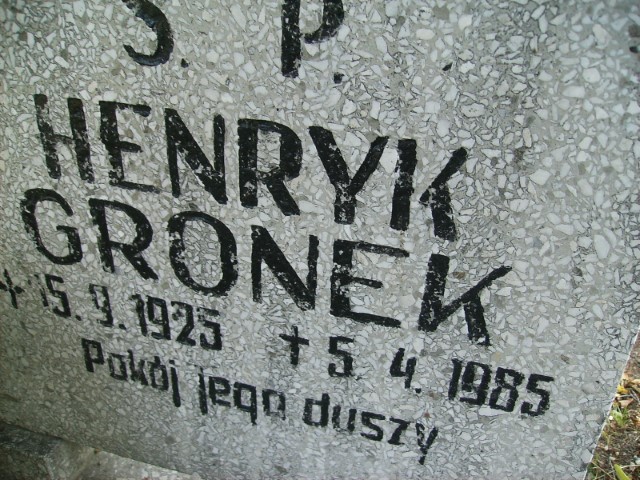 S. P.
HENRYK
GRONEK
15. 9. 1925 + 5. 4. 1985
Pokój jego duszy